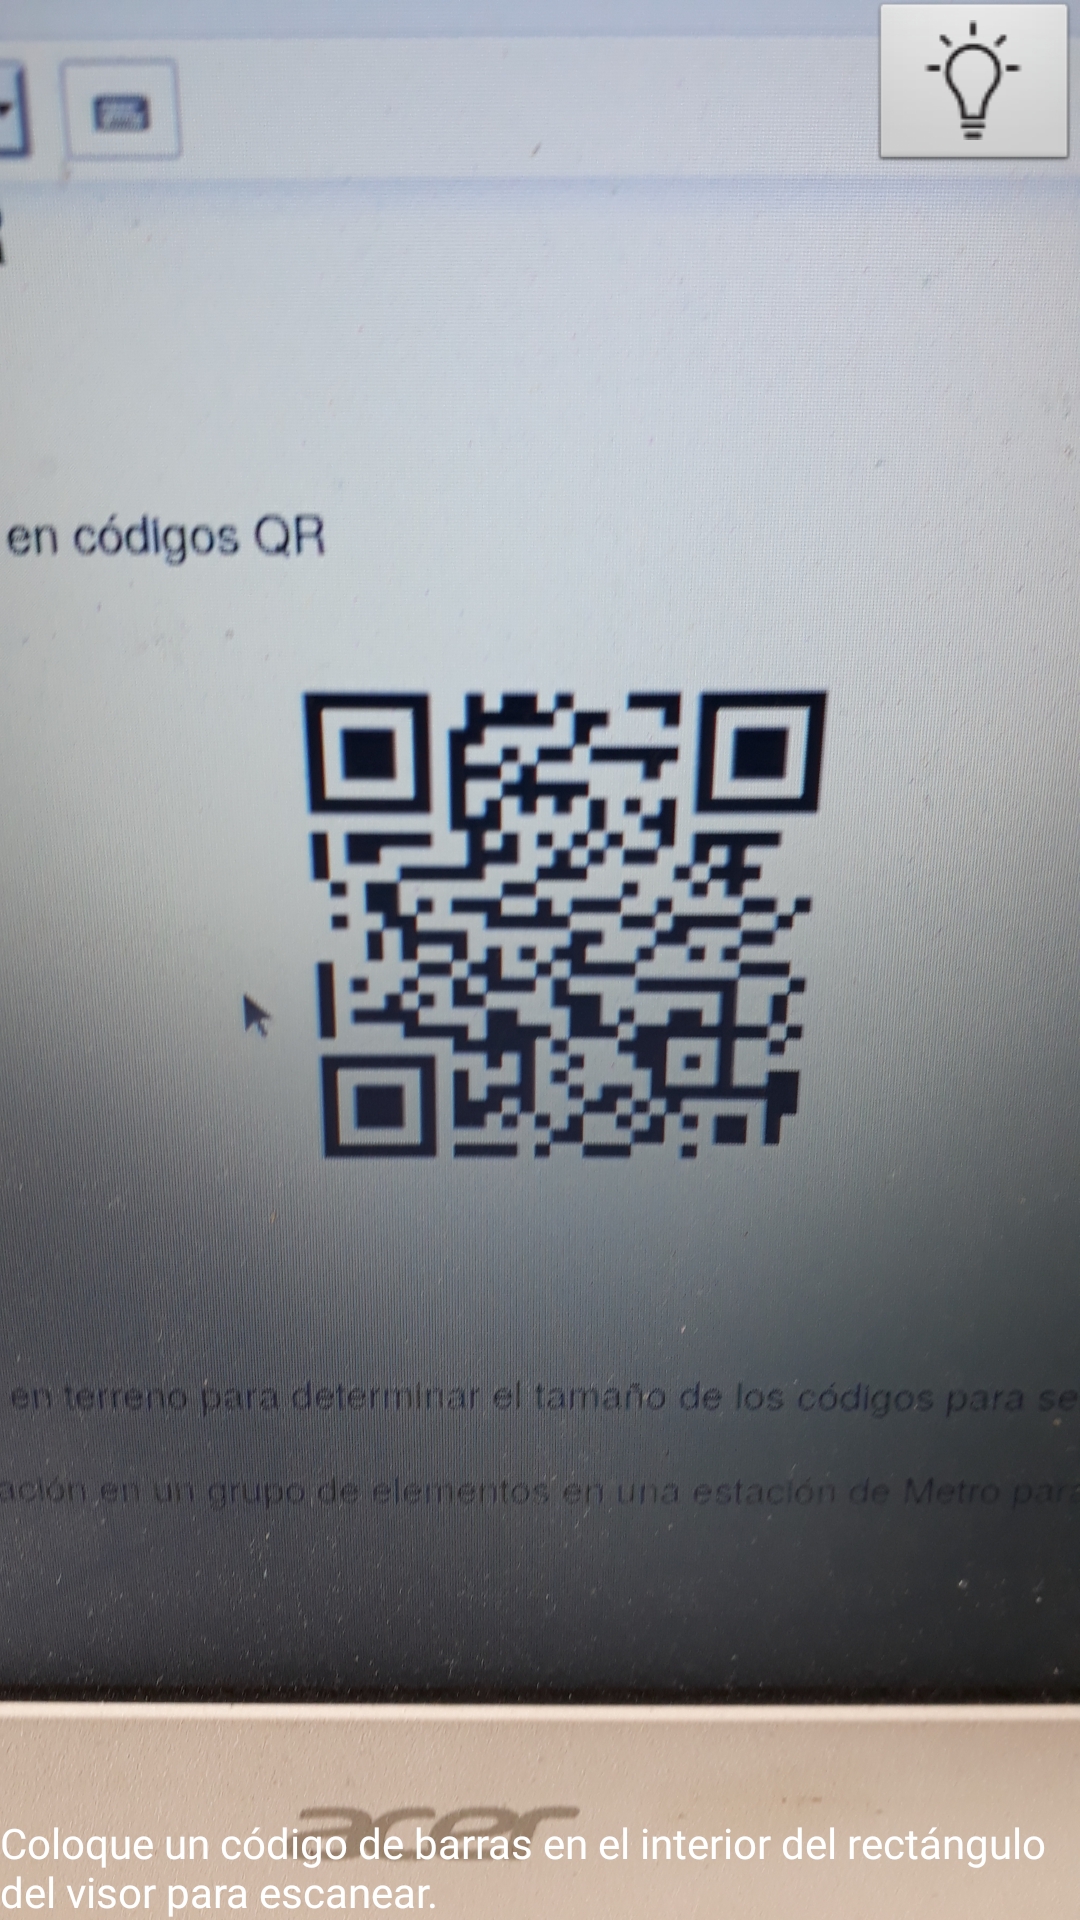 en códigos QR
en terreno para determinar el tamaño de los códigos para se
ación en un grupo de elementos en una estación de Metro para
acer
Coloque un código de barras en el interior del rectángulo
del visor para escanear.